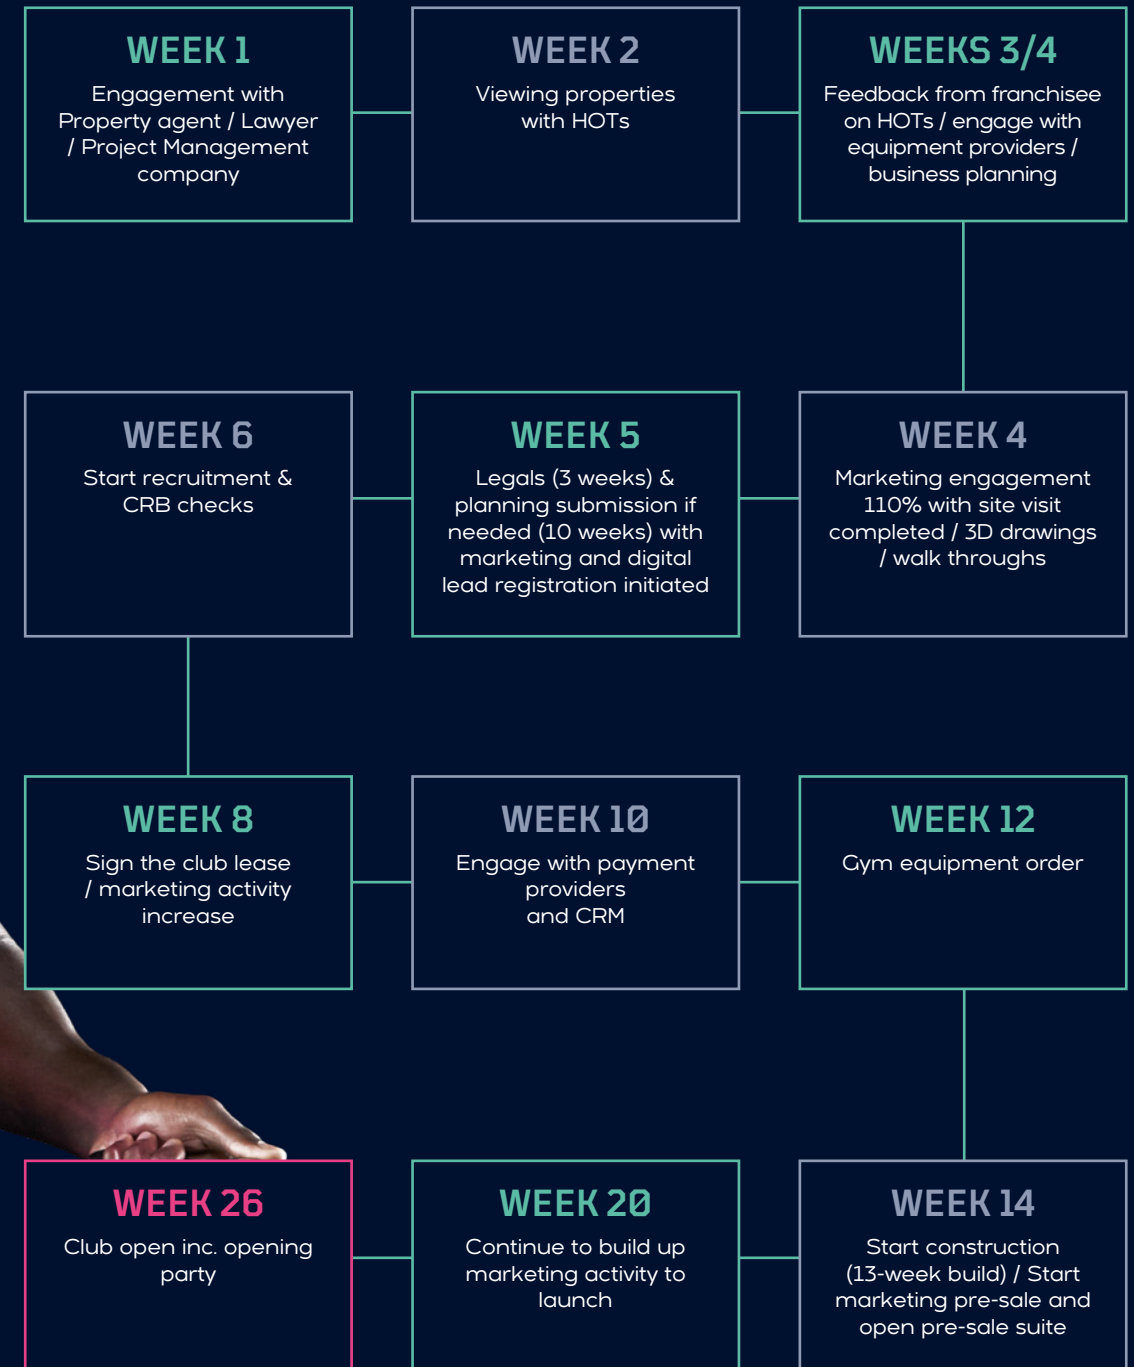 WEEK 1
Engagement with
Property agent / Lawyer
/ Project Management
company
WEEK 2
Viewing properties
with HOTs
WEEKS 3/4
Feedback from franchisee
on HOTs / engage with
equipment providers /
business planning
WEEK 4
Marketing engagement
110% with site visit
completed / 3D drawings
/ walk throughs
WEEK 5
Legals (3 weeks) &
planning submission if
needed (10 weeks) with
marketing and digital
lead registration initiated
WEEK 6
Start recruitment &
CRB checks
WEEK 8
Sign the club lease
/ marketing activity
increase
WEEK 10
Engage with payment
providers
and CRM
WEEK 12
Gym equipment order
WEEK 14
Start construction
(13-week build) / Start
marketing pre-sale and
open pre-sale suite
WEEK 20
Continue to build up
marketing activity to
launch
WEEK 26
Club open inc. opening
party